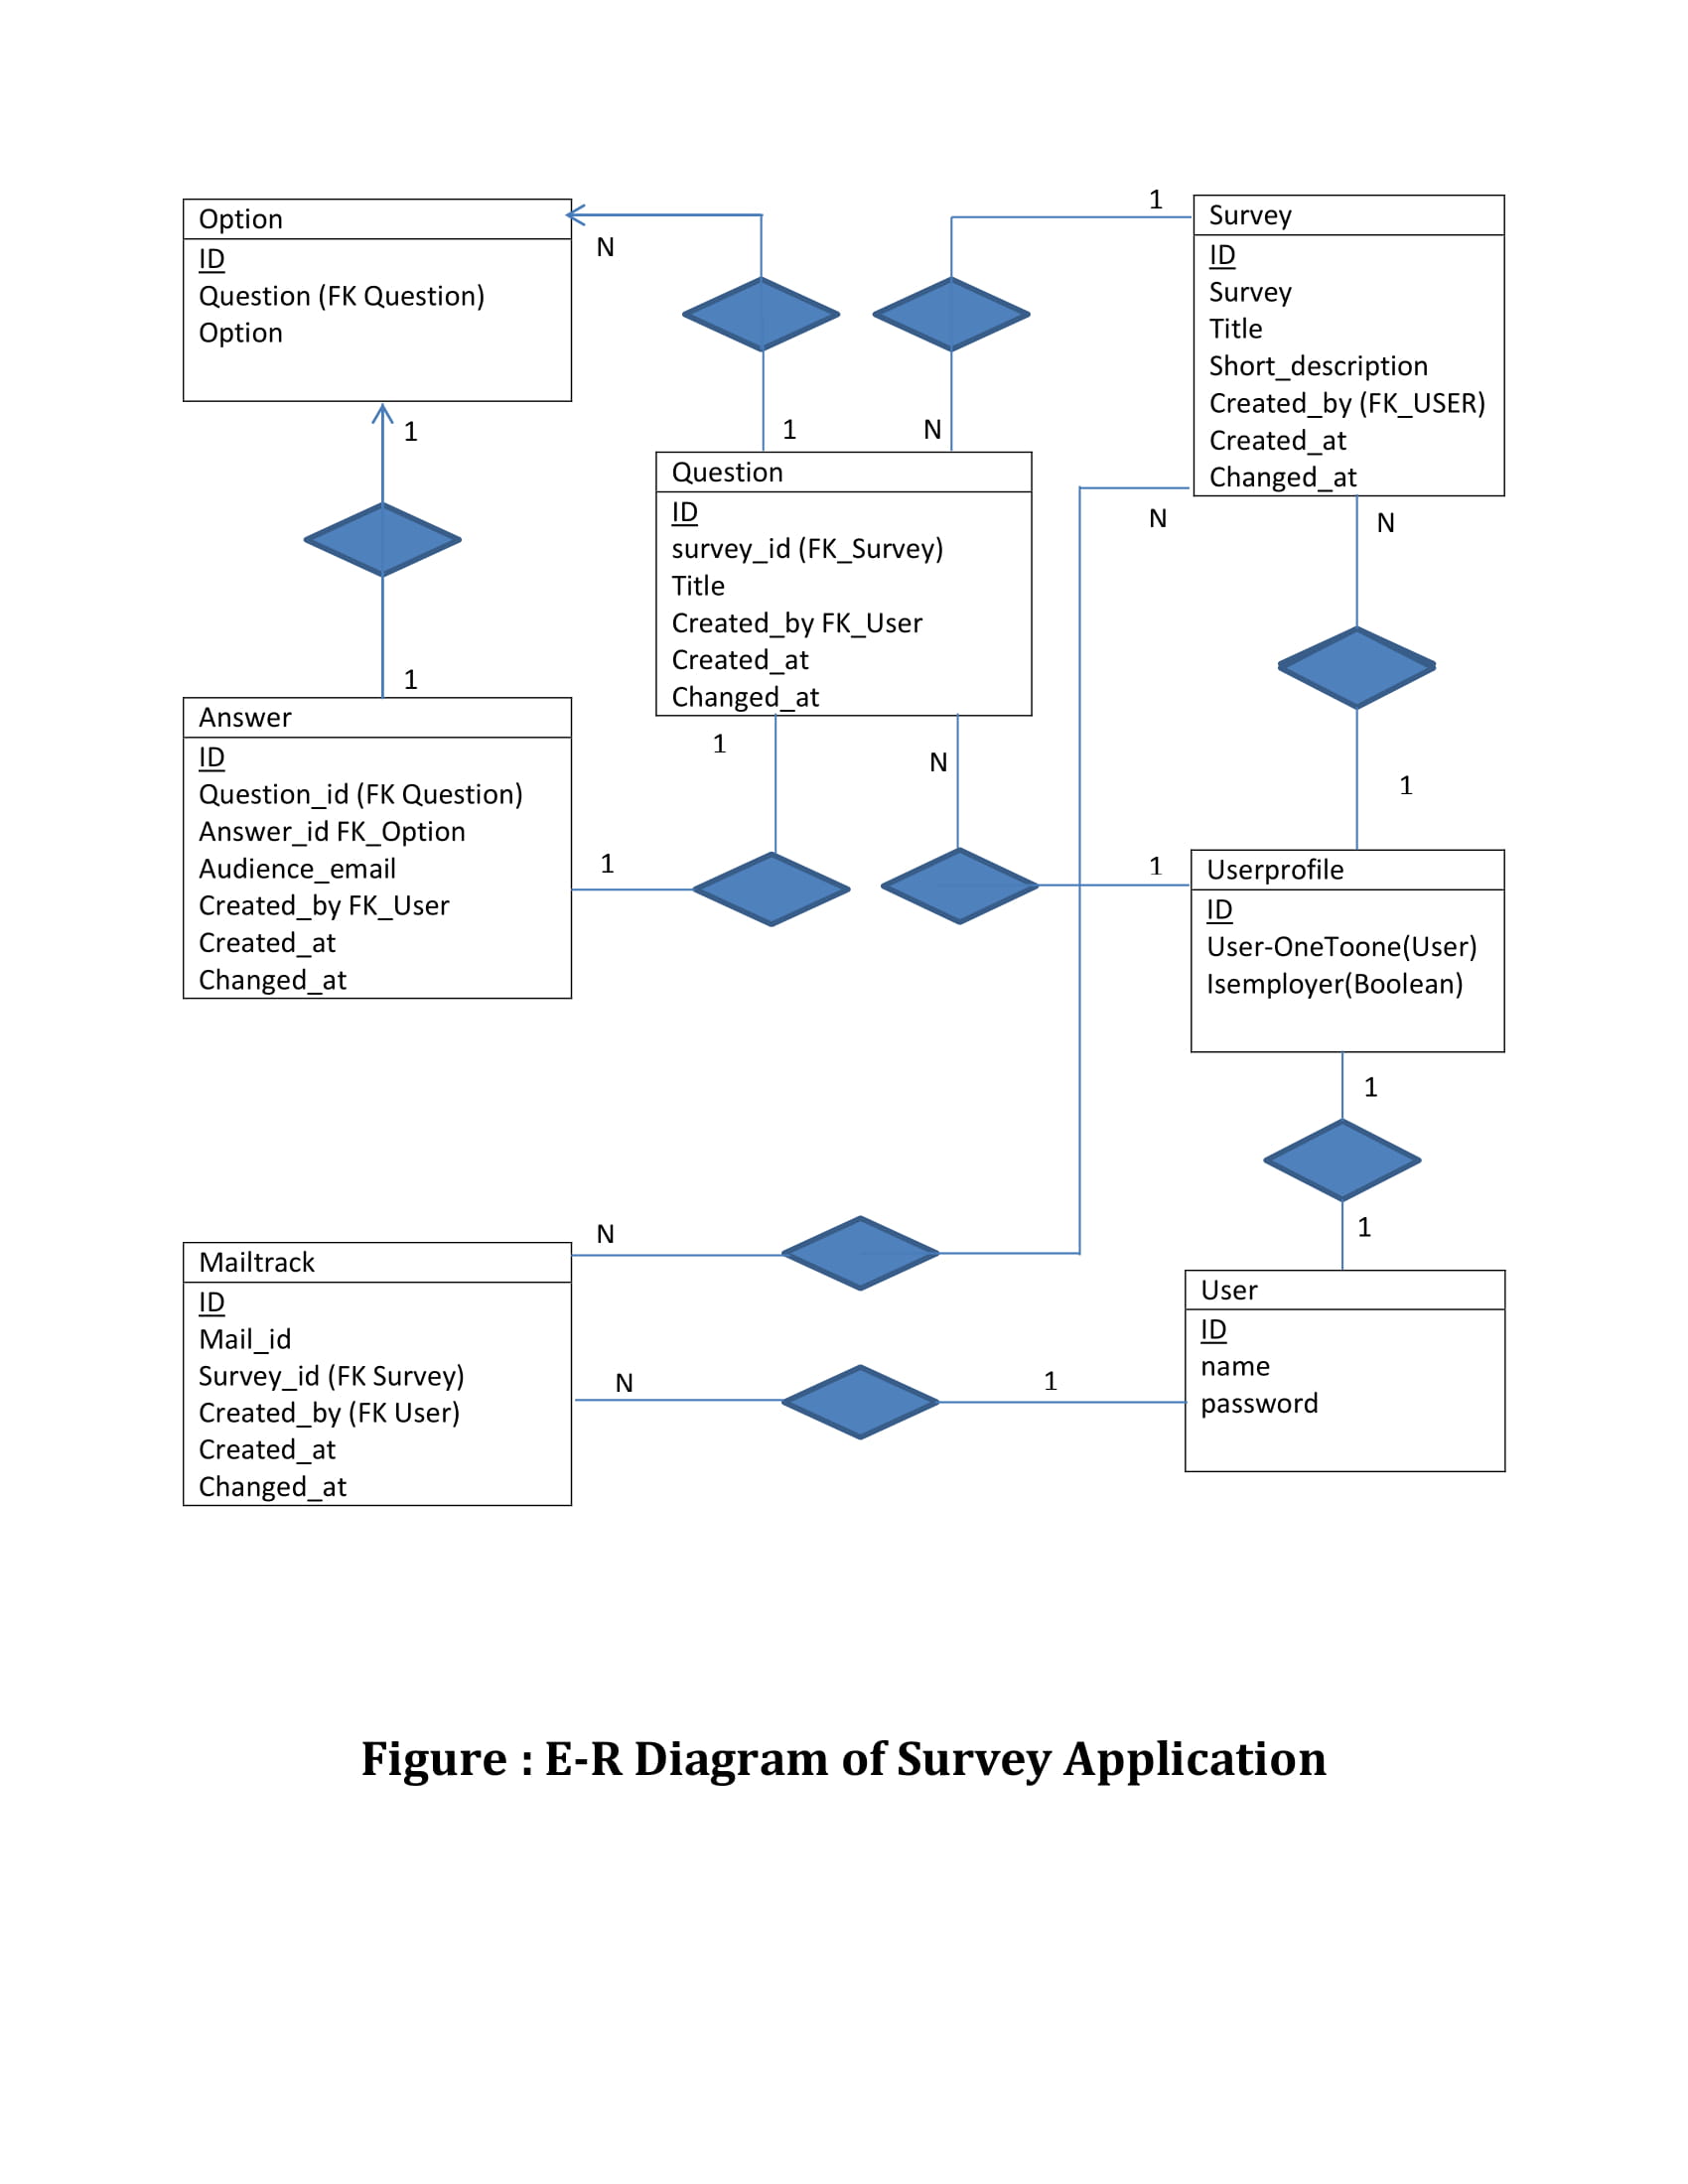 Option
ID
Question (FK Question)
Option
N
1
Survey
ID
Survey
Title
Short_description
Created_by (FK_USER)
Created_at
Changed_at
1
1
N
Question
ID
survey_id (FK_Survey)
Title
Created_by FK_User
Created_at
Changed_at
N
N
1
Answer
ID
Question_id (FK Question)
Answer_id FK_Option
Audience_email
Created_by FK_User
Created_at
Changed_at
1
N
1
1
1
Userprofile
ID
User-OneToone(User)
Isemployer(Boolean)
1
1
N
Mailtrack
ID
Mail_id
Survey_id (FK Survey)
Created_by (FK User)
Created_at
Changed_at
N
1
User
ID
name
password
Figure : E-R Diagram of Survey Application